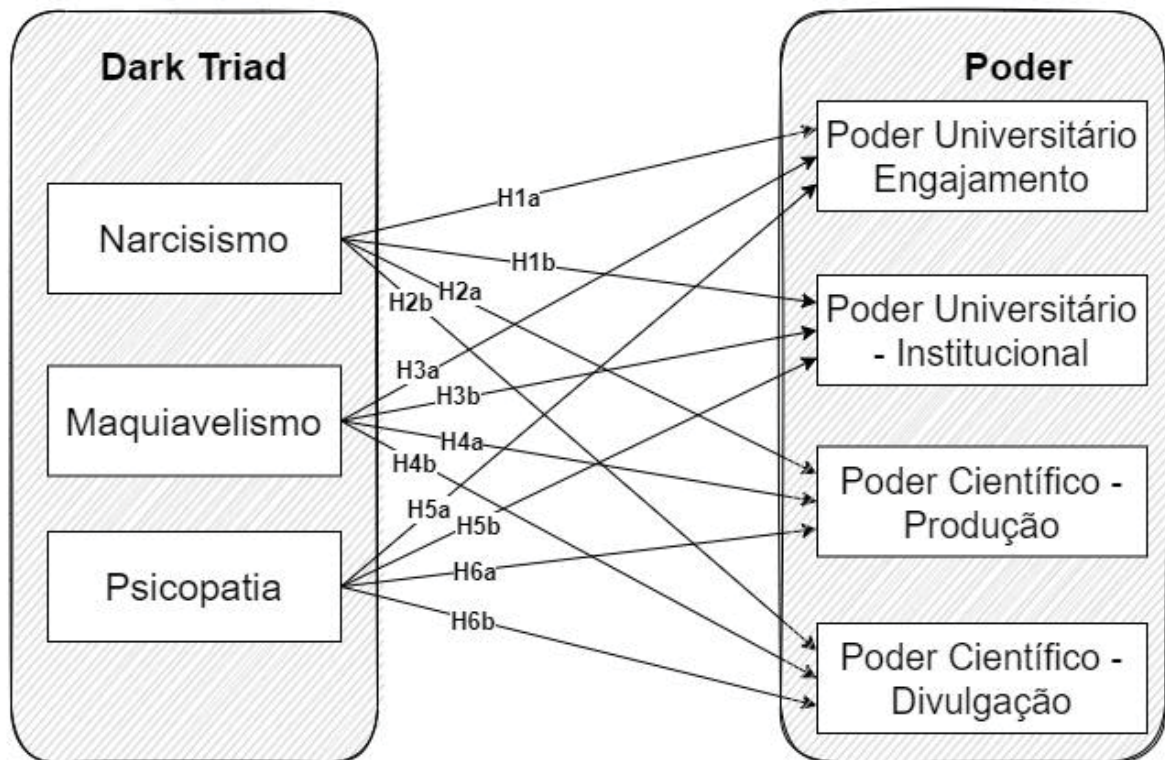 Dark Triad
Narcisismo
Maquiavelismo
Psicopatia
H1a
H1b
H2a
H2b
H3a
H3b
H4a
H4b
H5a
H5b
H6a
H6b
Poder
Poder Universitário
Engajamento
Poder Universitário
- Institucional
Poder Científico -
Produção
Poder Científico -
Divulgação